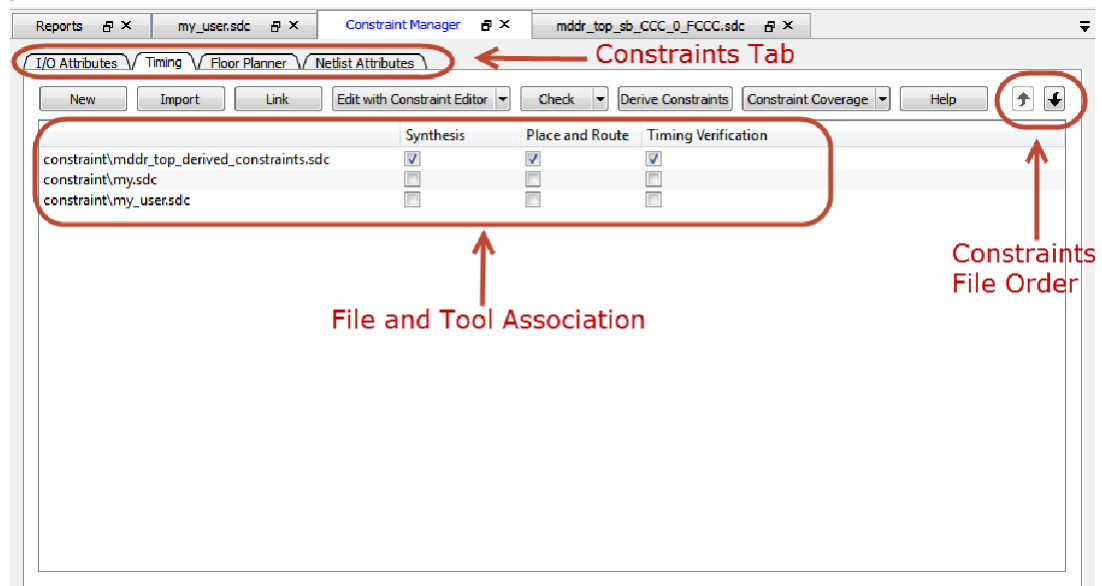 Reports my_user.sdc Constraint Manager mddr_top_sb_CCC_0_FCCC.sdc
I/O Attributes Timing Floor Planner Netlist Attributes
Constraints Tab
New Import Link Edit with Constraint Editor Check Derive Constraints Constraint Coverage Help
Synthesis Place and Route Timing Verification
constraint\mddr_top_derived_constraints.sdc
constraint\my.sdc
constraint\my_user.sdc
Constraints
File Order
File and Tool Association